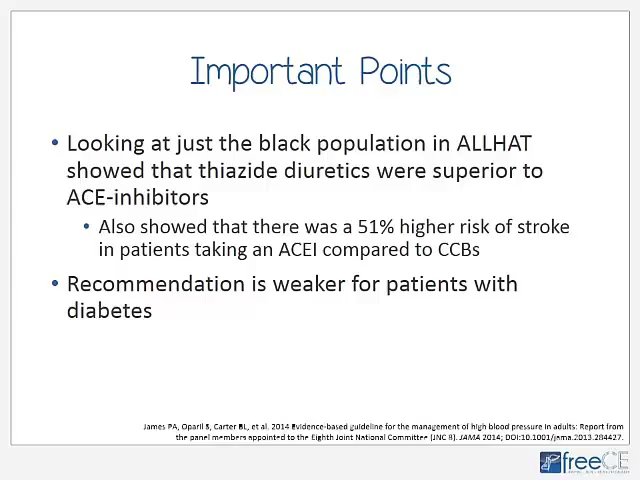 Important Points
• Looking at just the black population in ALLHAT
showed that thiazide diuretics were superior to
ACE-inhibitors
• Also showed that there was a 51% higher risk of stroke
in patients taking an ACEI compared to CCBs
• Recommendation is weaker for patients with
diabetes
James PA, Oparil S, Carter BL, et al. 2014 Evidence-based guideline for the management of high blood pressure in adults: Report from
the panel members appointed to the Eighth Joint National Committee (JNC 8). JAMA 2014; DOI:10.1001/jama.2013.284427.
freeCE